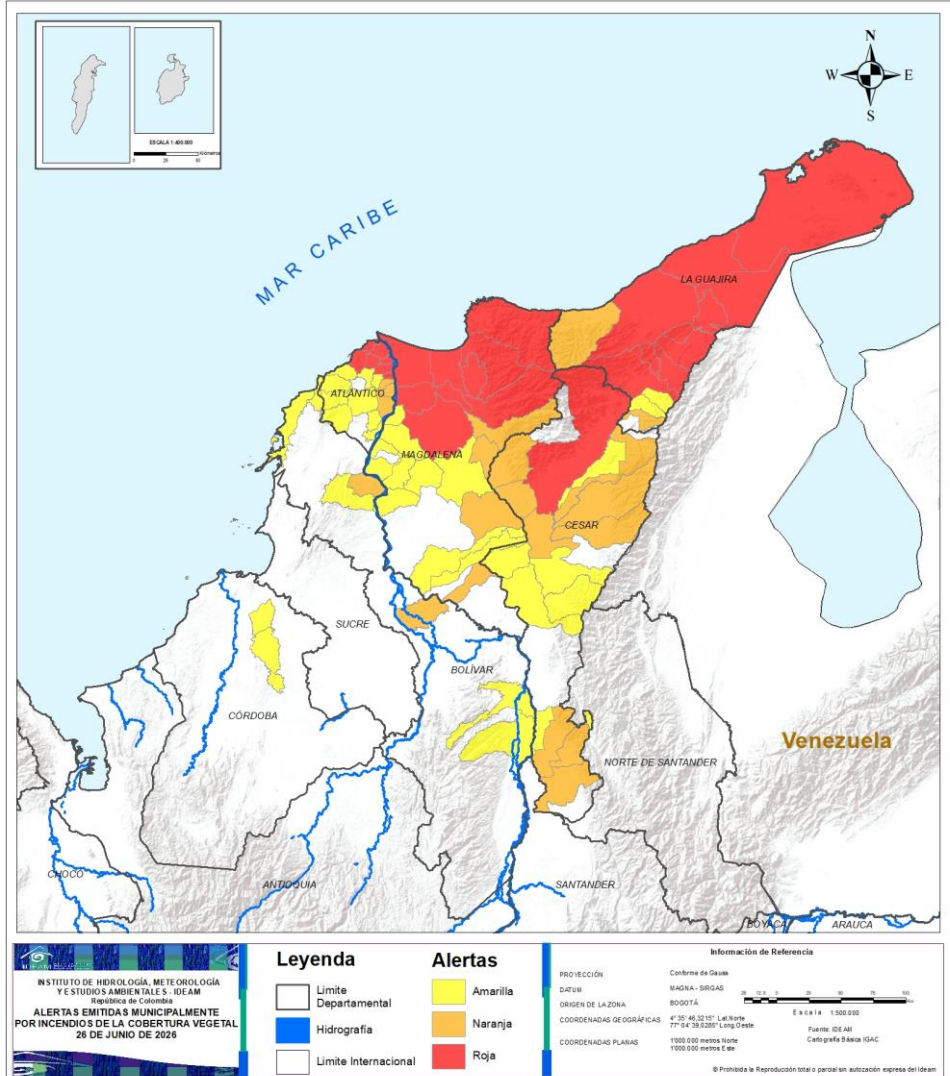 ESCALA 1:400.000
Kilómetros
N
W
E
S
MAR CARIBE
LA GUAJIRA
ATLÁNTICO
MAGDALENA
CESAR
SUCRE
BOLÍVAR
CÓRDOBA
Venezuela
NORTE DE SANTANDER
CHOCÓ
ANTIOQUIA
SANTANDER
BOYACÁ
ARAUCA
IDEAM
INSTITUTO DE HIDROLOGÍA, METEOROLOGÍA
Y ESTUDIOS AMBIENTALES - IDEAM
República de Colombia
ALERTAS EMITIDAS MUNICIPALMENTE
POR INCENDIOS DE LA COBERTURA VEGETAL
26 DE JUNIO DE 2026
Leyenda
Limite
Departamental
Hidrografía
Limite Internacional
Alertas
Amarilla
Naranja
Roja
Información de Referencia
PROYECCIÓN Conforme de Gauss
DATUM MAGNA - SIRGAS
ORIGEN DE LA ZONA BOGOTÁ
COORDENADAS GEOGRÁFICAS 4° 35' 46,3215" Lat.Norte
77° 04' 39,0285" Long.Oeste
COORDENADAS PLANAS 1'000.000 metros Norte
1'000.000 metros Este
Escala 1:500.000
Fuente: IDEAM
Cartografía Básica IGAC
© Prohibida la Reproducción total o parcial sin autozación expresa del Ideam